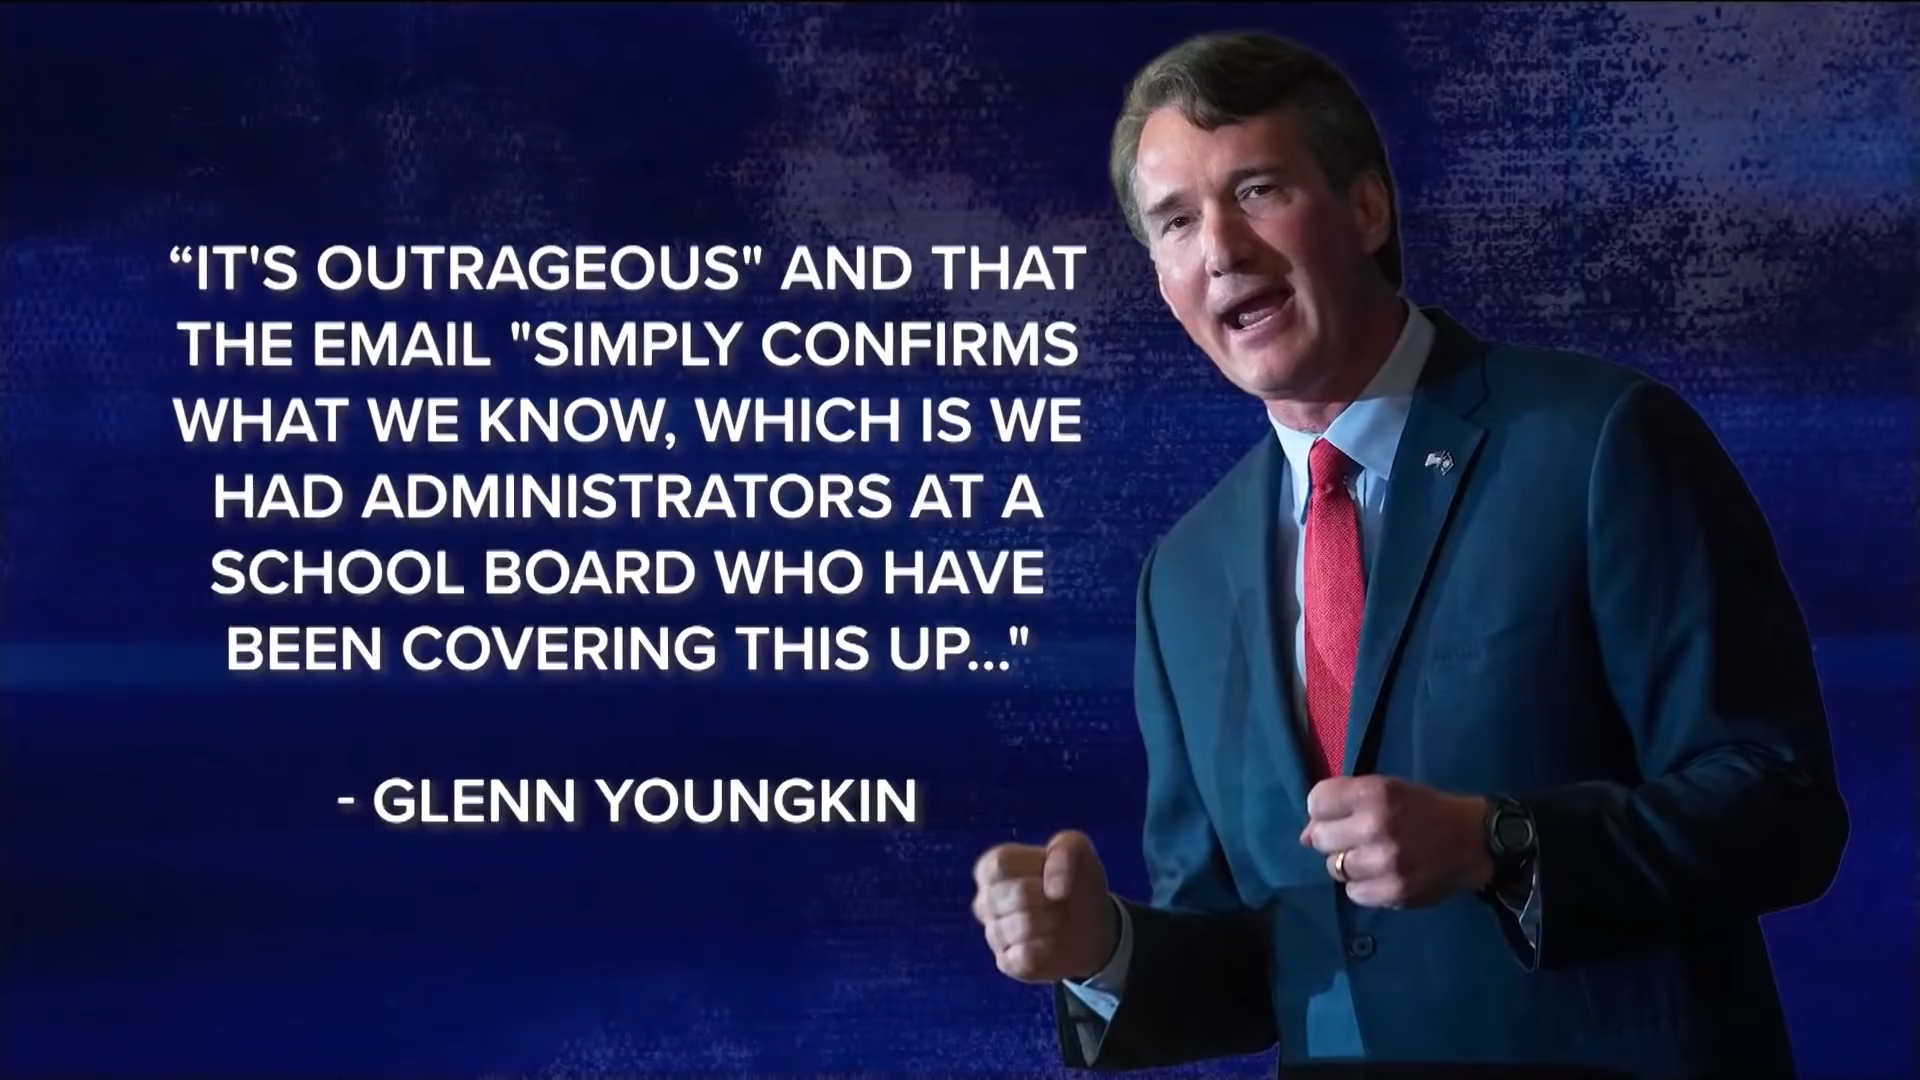 “IT'S OUTRAGEOUS" AND THAT
THE EMAIL "SIMPLY CONFIRMS
WHAT WE KNOW, WHICH IS WE
HAD ADMINISTRATORS AT A
SCHOOL BOARD WHO HAVE
BEEN COVERING THIS UP..."
- GLENN YOUNGKIN